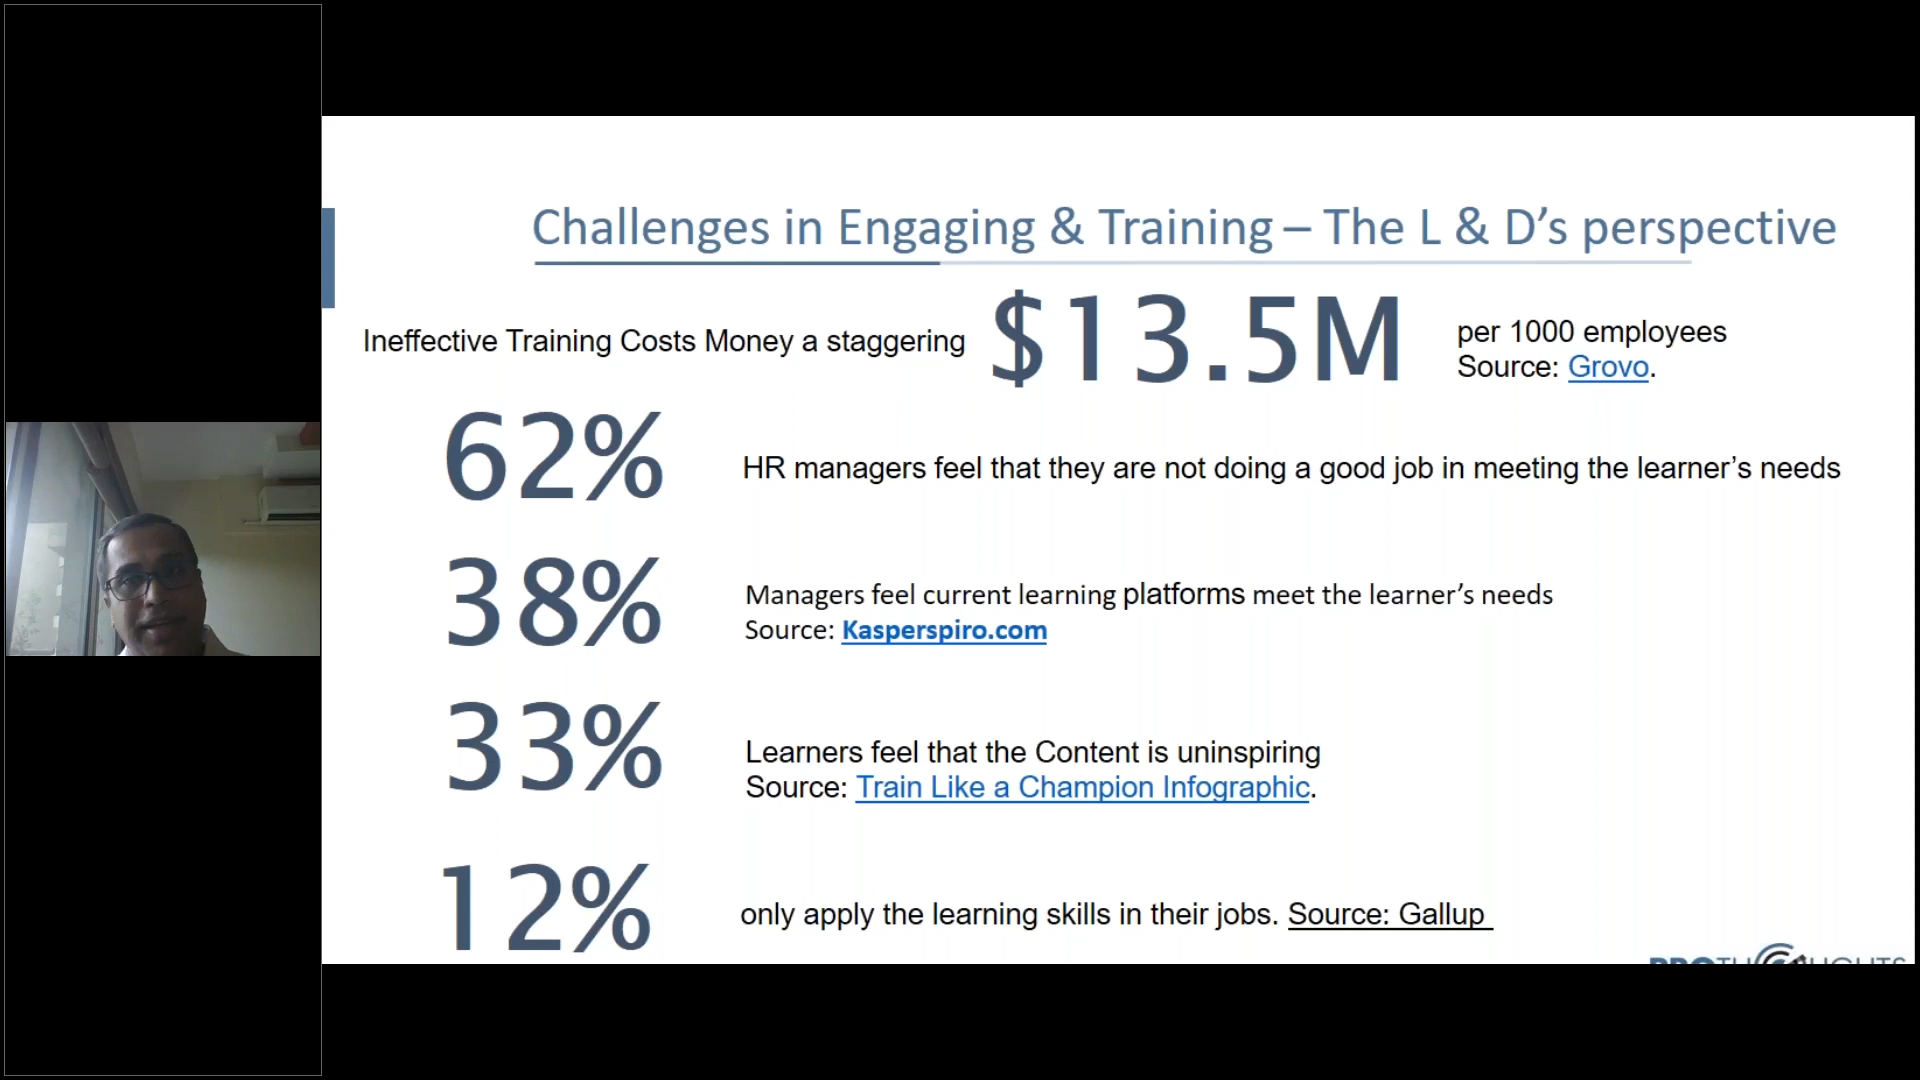 Challenges in Engaging & Training – The L & D’s perspective
Ineffective Training Costs Money a staggering $13.5M per 1000 employees
Source: Grovo.
62% HR managers feel that they are not doing a good job in meeting the learner’s needs
38% Managers feel current learning platforms meet the learner’s needs
Source: Kasperspiro.com
33% Learners feel that the Content is uninspiring
Source: Train Like a Champion Infographic.
12% only apply the learning skills in their jobs. Source: Gallup